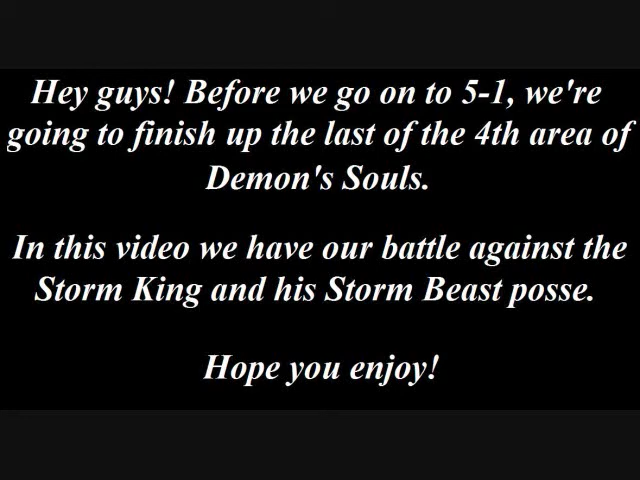 Hey guys! Before we go on to 5-1, we're
going to finish up the last of the 4th area of
Demon's Souls.
In this video we have our battle against the
Storm King and his Storm Beast posse.
Hope you enjoy!